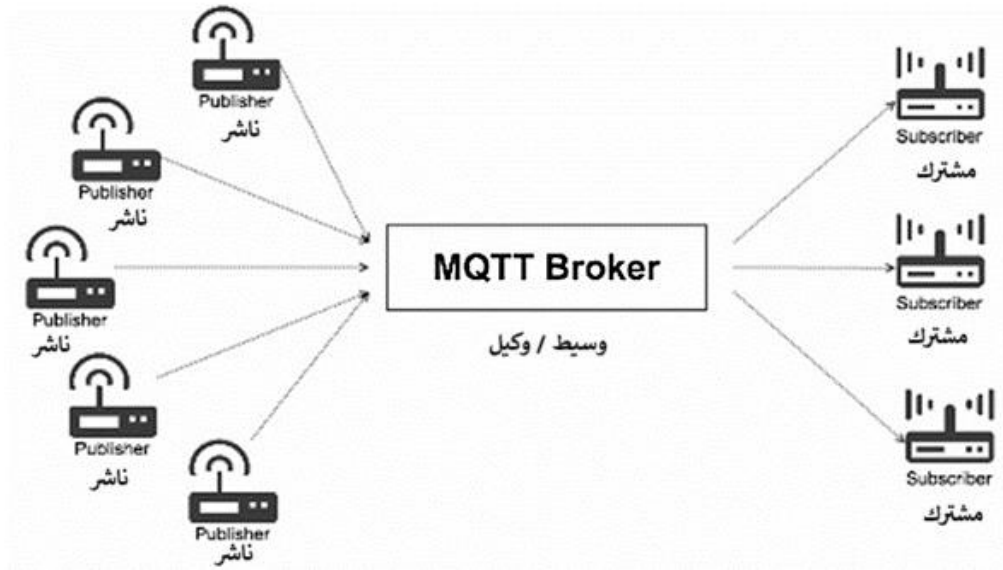 Publisher
ناشر
Publisher
ناشر
Publisher
ناشر
Publisher
ناشر
Publisher
ناشر
MQTT Broker
وسيط / وكيل
Subscriber
مشترك
Subscriber
مشترك
Subscriber
مشترك